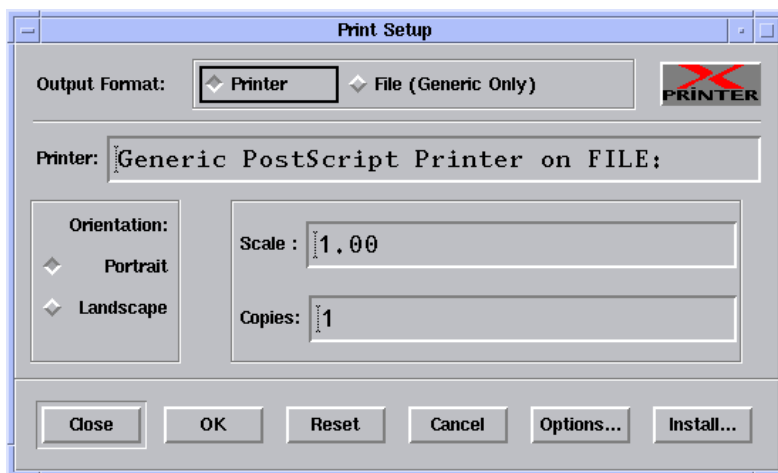 Print Setup
Output Format: Printer File (Generic Only)
X PRINTER
Printer: Generic PostScript Printer on FILE:
Orientation:
Portrait
Landscape
Scale : 1.00
Copies: 1
Close OK Reset Cancel Options... Install...